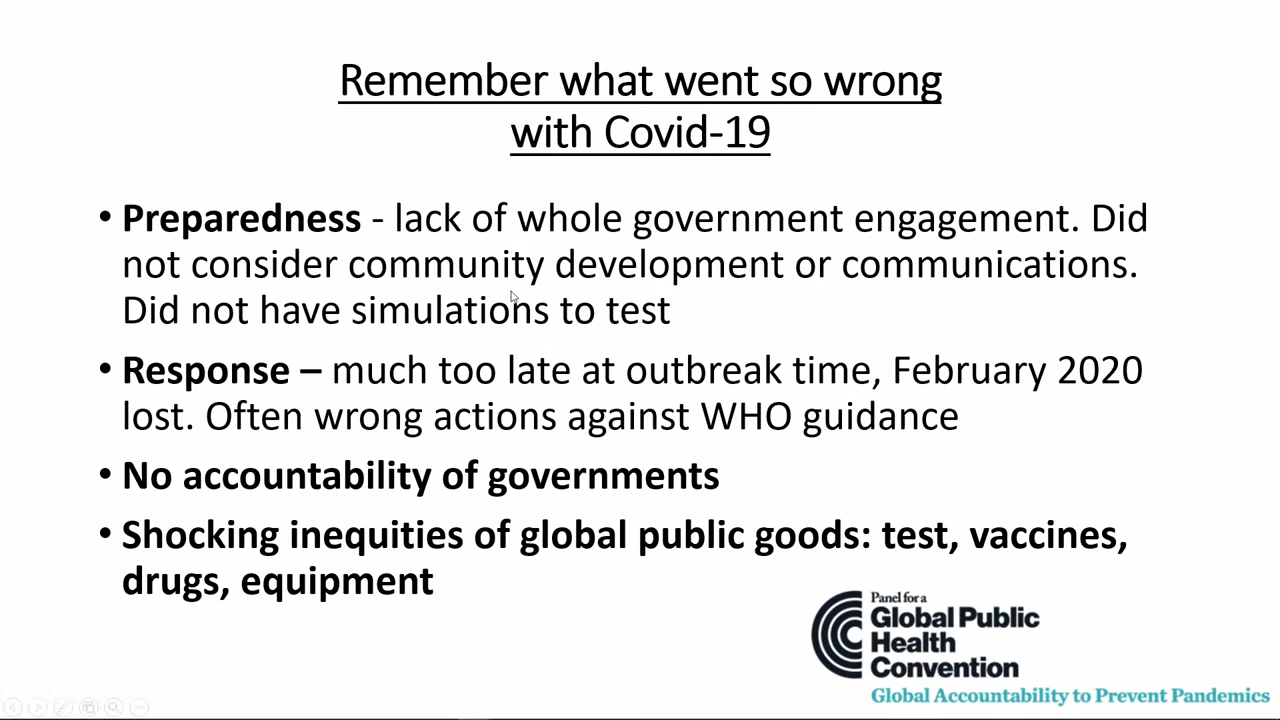 Remember what went so wrong
with Covid-19
• Preparedness - lack of whole government engagement. Did
not consider community development or communications.
Did not have simulations to test
• Response – much too late at outbreak time, February 2020
lost. Often wrong actions against WHO guidance
• No accountability of governments
• Shocking inequities of global public goods: test, vaccines,
drugs, equipment
Panel for a
Global Public
Health
Convention
Global Accountability to Prevent Pandemics